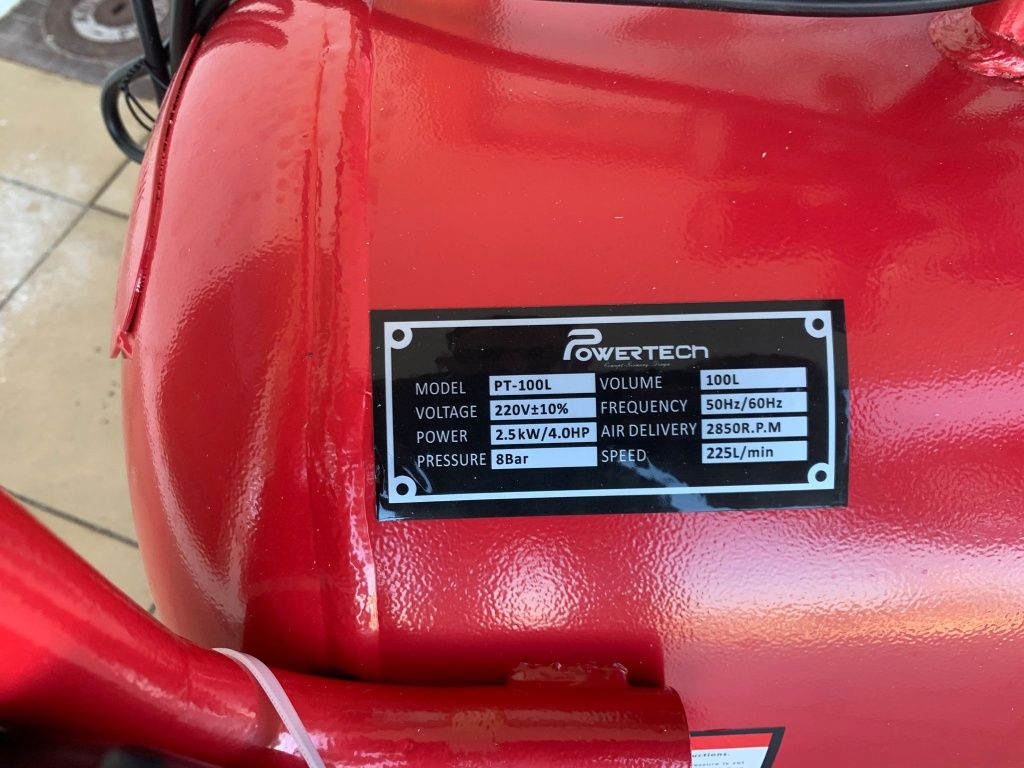 POWERTECH
MODEL PT-100L VOLUME 100L
VOLTAGE 220V±10% FREQUENCY 50Hz/60Hz
POWER 2.5kW/4.0HP AIR DELIVERY 2850R.P.M
PRESSURE 8Bar SPEED 225L/min